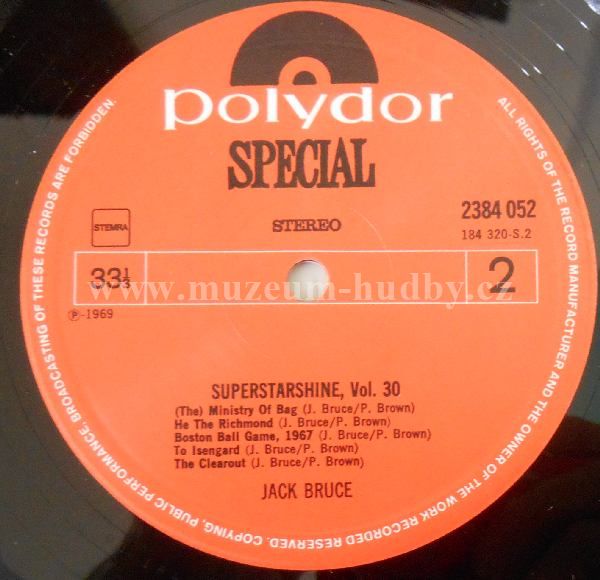 polydor
SPECIAL
STEREO
2384 052
184 320-S.2
STEMRA
33⅓
2
www.muzeum-hudby.cz
℗-1969
SUPERSTARSHINE, Vol. 30
(The) Ministry Of Bag (J. Bruce/P. Brown)
He The Richmond (J. Bruce/P. Brown)
Boston Ball Game, 1967 (J. Bruce/P. Brown)
To Isengard (J. Bruce/P. Brown)
The Clearout (J. Bruce/P. Brown)
JACK BRUCE
ALL RIGHTS OF THE RECORD MANUFACTURER AND THE OWNER OF THE WORK RECORDED RESERVED. COPYING, PUBLIC PERFORMANCE, BROADCASTING OF THESE RECORDS ARE FORBIDDEN.